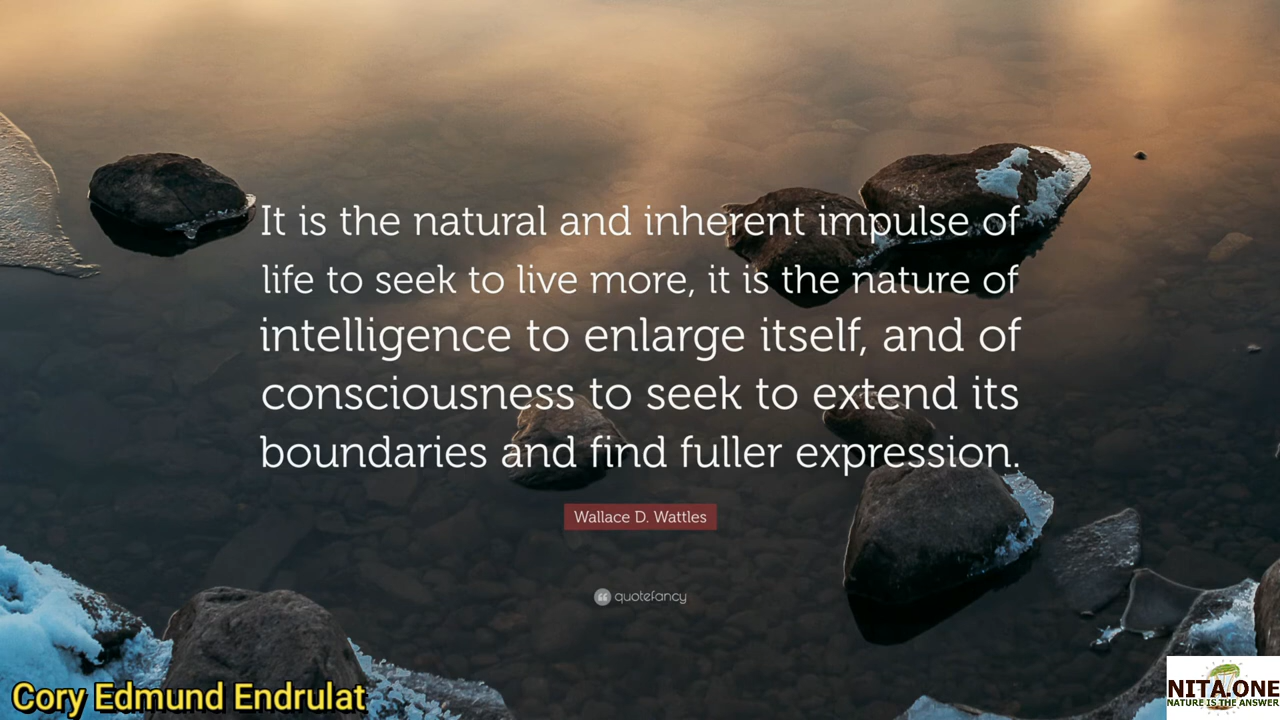 It is the natural and inherent impulse of
life to seek to live more, it is the nature of
intelligence to enlarge itself, and of
consciousness to seek to extend its
boundaries and find fuller expression.
Wallace D. Wattles
quotefancy
Cory Edmund Endrulat
NITA.ONE
NATURE IS THE ANSWER